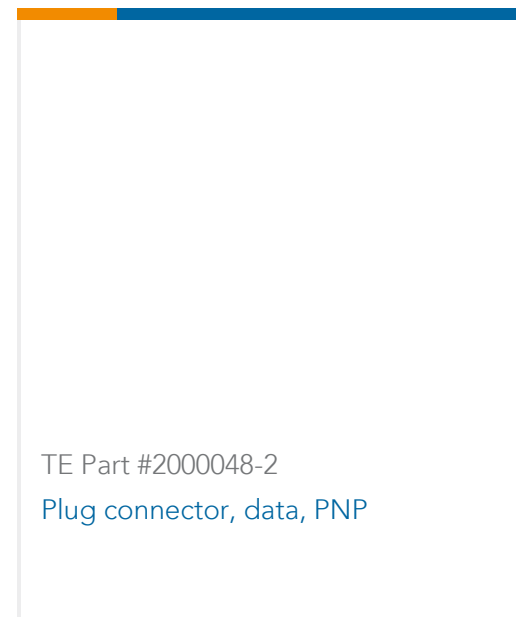 TE Part #2000048-2
Plug connector, data, PNP